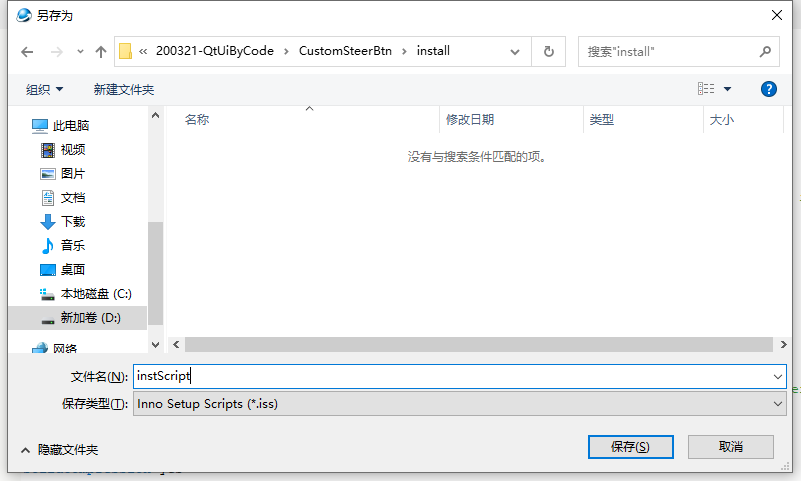 另存为
« 200321-QtUiByCode › CustomSteerBtn › install
搜索"install"
组织
新建文件夹
名称
修改日期
类型
大小
没有与搜索条件匹配的项。
此电脑
视频
图片
文档
下载
音乐
桌面
本地磁盘 (C:)
新加卷 (D:)
网络
文件名(N):
instScript
保存类型(T):
Inno Setup Scripts (*.iss)
隐藏文件夹
保存(S)
取消